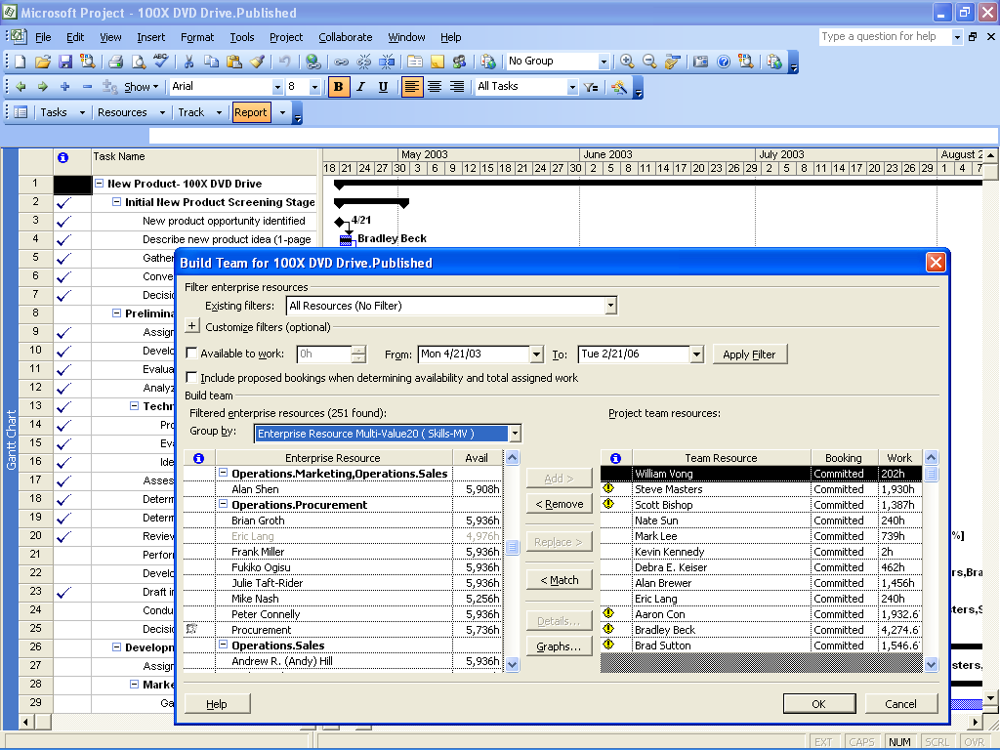 Microsoft Project - 100X DVD Drive.Published
File Edit View Insert Format Tools Project Collaborate Window Help Type a question for help
No Group
Show Arial 8 B I U All Tasks Y=
Tasks Resources Track Report
Task Name May 2003 June 2003 July 2003 August 2
18 21 24 27 30 3 6 9 12 15 18 21 24 27 30 2 5 8 11 14 17 20 23 26 29 2 5 8 11 14 17 20 23 26 29 1 4 7
1 New Product- 100X DVD Drive
2 Initial New Product Screening Stage
3 New product opportunity identified 4/21
4 Describe new product idea (1-page Bradley Beck
5 Gather
6 Conve
7 Decisio
8 Prelimina
9 Assign
10 Develo
11 Evalua
12 Analyz
13 Techn
14 Pro
15 Eva
16 Ide
17 Assess
18 Determ
19 Determ
20 Review %]
21 Perforn
22 Develo rs,Bra
23 Draft in
24 Condu sters,S
25 Decisio
26 Developn
27 Assign sters,
28 Marke
29 Ga
Gantt Chart
Build Team for 100X DVD Drive.Published
Filter enterprise resources
Existing filters: All Resources (No Filter)
+ Customize filters (optional)
Available to work: 0h From: Mon 4/21/03 To: Tue 2/21/06 Apply Filter
Include proposed bookings when determining availability and total assigned work
Build team
Filtered enterprise resources (251 found): Project team resources:
Group by: Enterprise Resource Multi-Value20 ( Skills-MV )
Enterprise Resource Avail
Operations.Marketing,Operations.Sales
Alan Shen 5,908h
Operations.Procurement
Brian Groth 5,936h
Eric Lang 4,976h
Frank Miller 5,936h
Fukiko Ogisu 5,936h
Julie Taft-Rider 5,936h
Mike Nash 5,256h
Peter Connelly 5,936h
Procurement 5,736h
Operations.Sales
Andrew R. (Andy) Hill 5,936h
Add >
< Remove
Replace >
< Match
Details...
Graphs...
Team Resource Booking Work
William Vong Committed 202h
Steve Masters Committed 1,930h
Scott Bishop Committed 1,387h
Nate Sun Committed 240h
Mark Lee Committed 739h
Kevin Kennedy Committed 2h
Debra E. Keiser Committed 462h
Alan Brewer Committed 1,456h
Eric Lang Committed 240h
Aaron Con Committed 1,932.6
Bradley Beck Committed 4,274.6
Brad Sutton Committed 1,546.6
Help OK Cancel
EXT CAPS NUM SCRL OVR